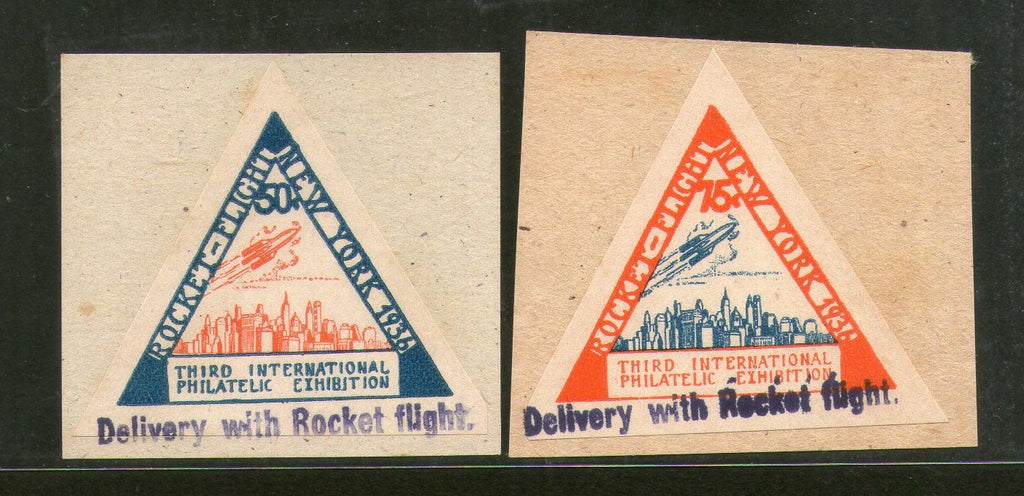 ROCKET-FLIGHT
NEW YORK 1936
50¢
THIRD INTERNATIONAL
PHILATELIC EXHIBITION
Delivery with Rocket flight.
ROCKET-FLIGHT
NEW YORK 1936
75¢
THIRD INTERNATIONAL
PHILATELIC EXHIBITION
Delivery with Rocket flight.